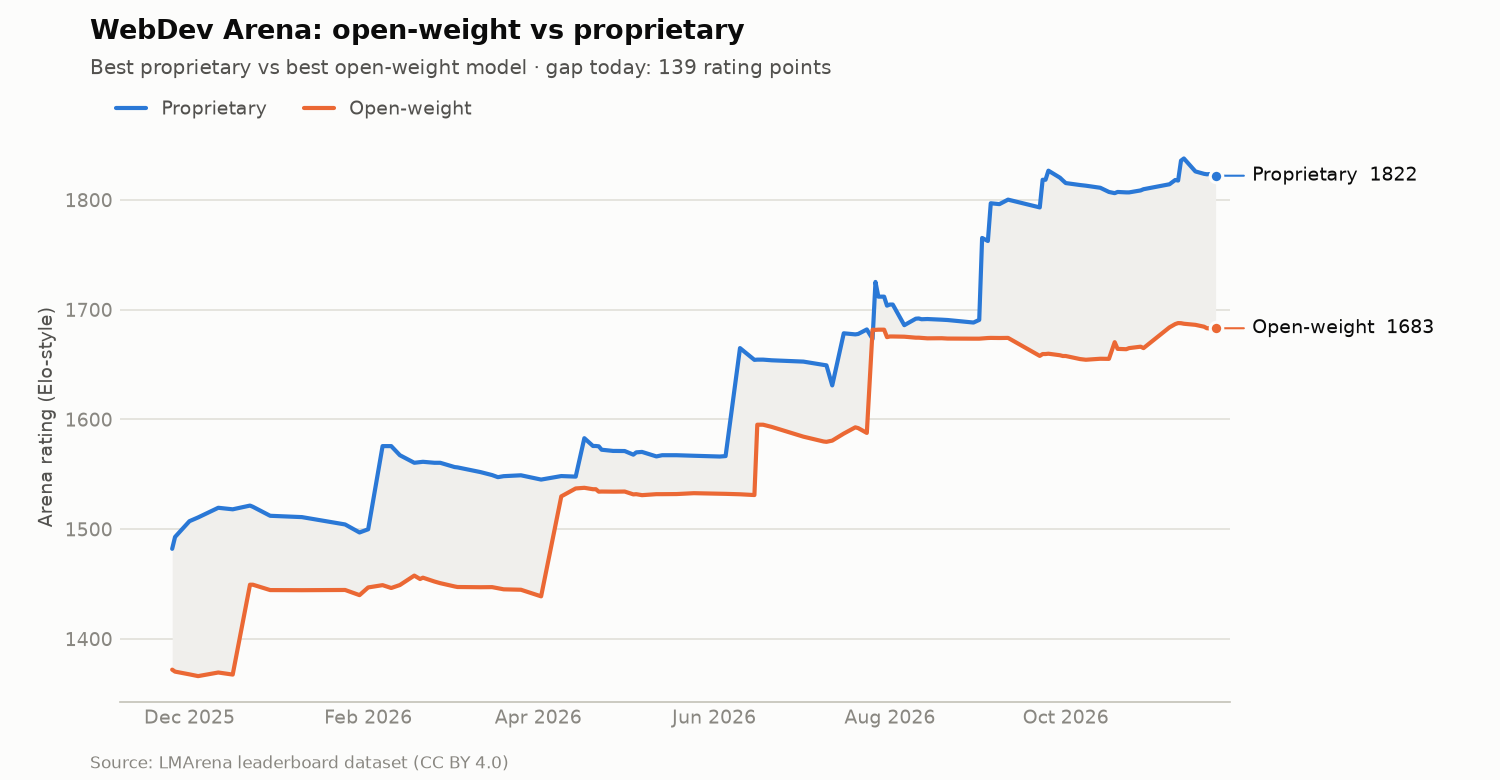 WebDev Arena: open-weight vs proprietary
Best proprietary vs best open-weight model · gap today: 139 rating points
Proprietary
Open-weight
Arena rating (Elo-style)
1800
1700
1600
1500
1400
Proprietary 1822
Open-weight 1683
Dec 2025
Feb 2026
Apr 2026
Jun 2026
Aug 2026
Oct 2026
Source: LMArena leaderboard dataset (CC BY 4.0)